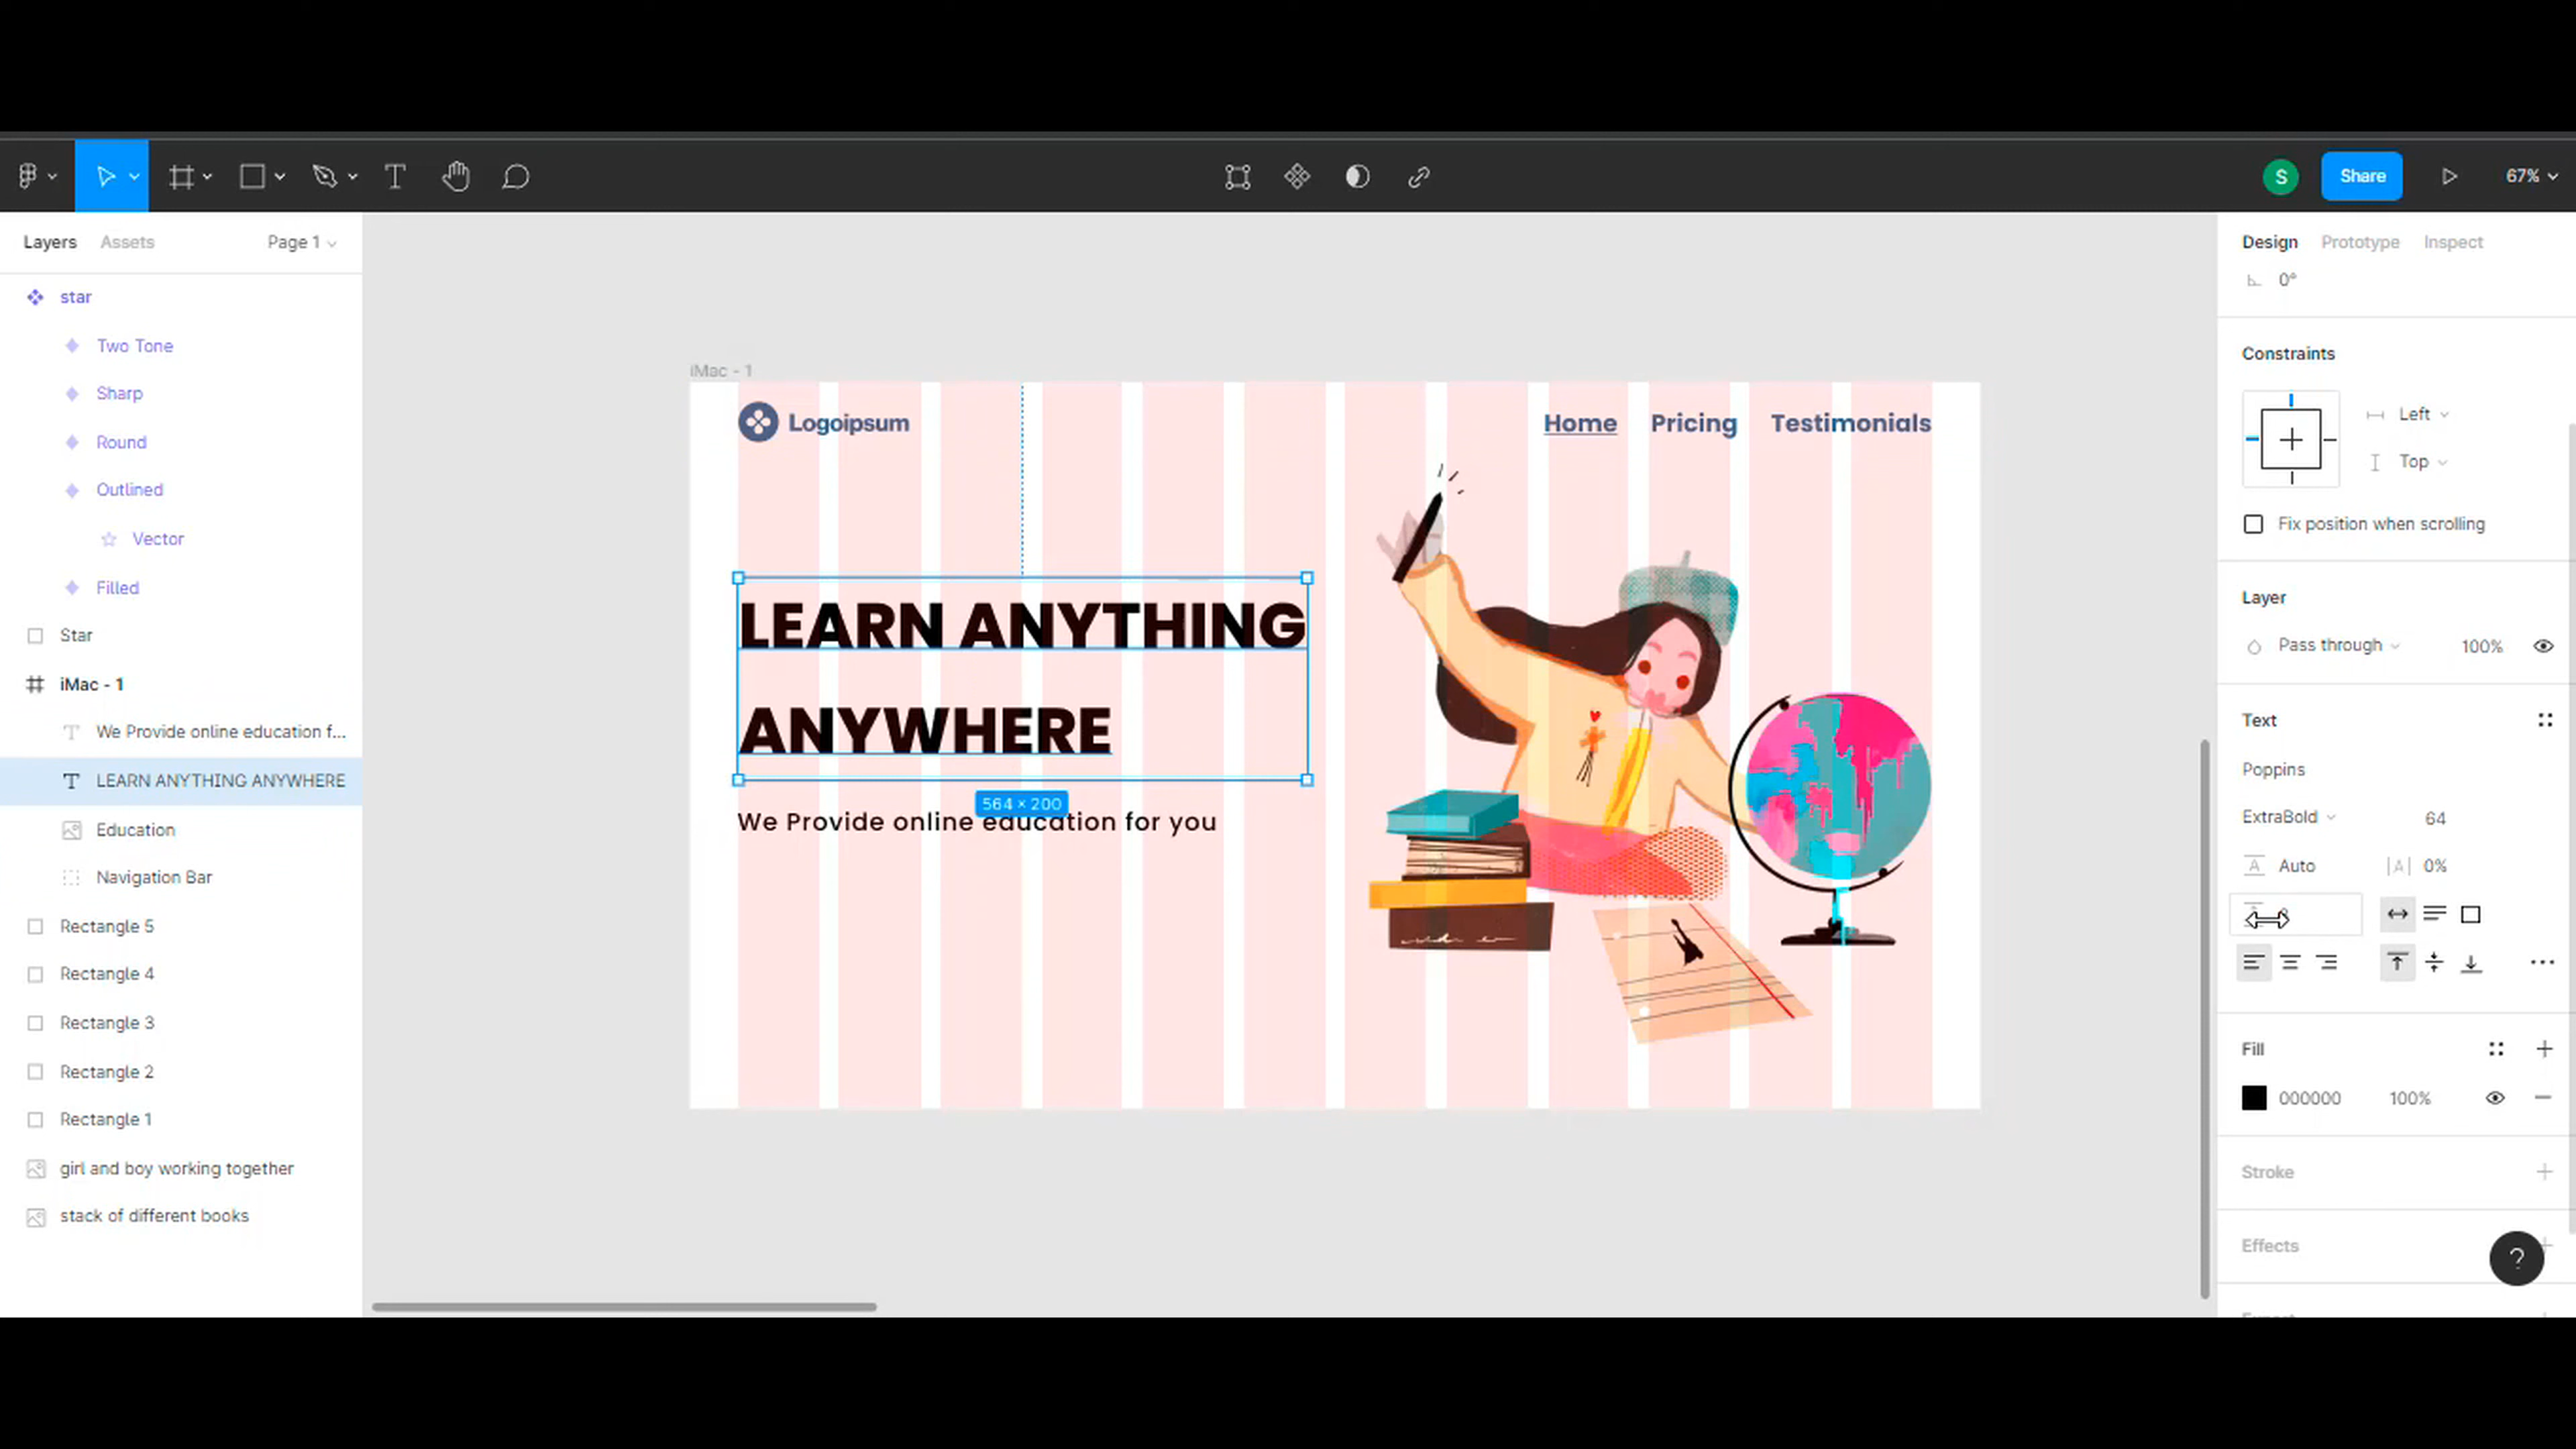 S
Share
67%
Layers
Assets
Page 1
star
Two Tone
Sharp
Round
Outlined
Vector
Filled
Star
iMac - 1
We Provide online education f...
LEARN ANYTHING ANYWHERE
Education
Navigation Bar
Rectangle 5
Rectangle 4
Rectangle 3
Rectangle 2
Rectangle 1
girl and boy working together
stack of different books
iMac - 1
Logoipsum
Home Pricing Testimonials
LEARN ANYTHING
ANYWHERE
564 × 200
We Provide online education for you
Design
Prototype
Inspect
0°
Constraints
Left
Top
Fix position when scrolling
Layer
Pass through
100%
Text
Poppins
ExtraBold
64
Auto
0%
Fill
000000
100%
Stroke
Effects
?